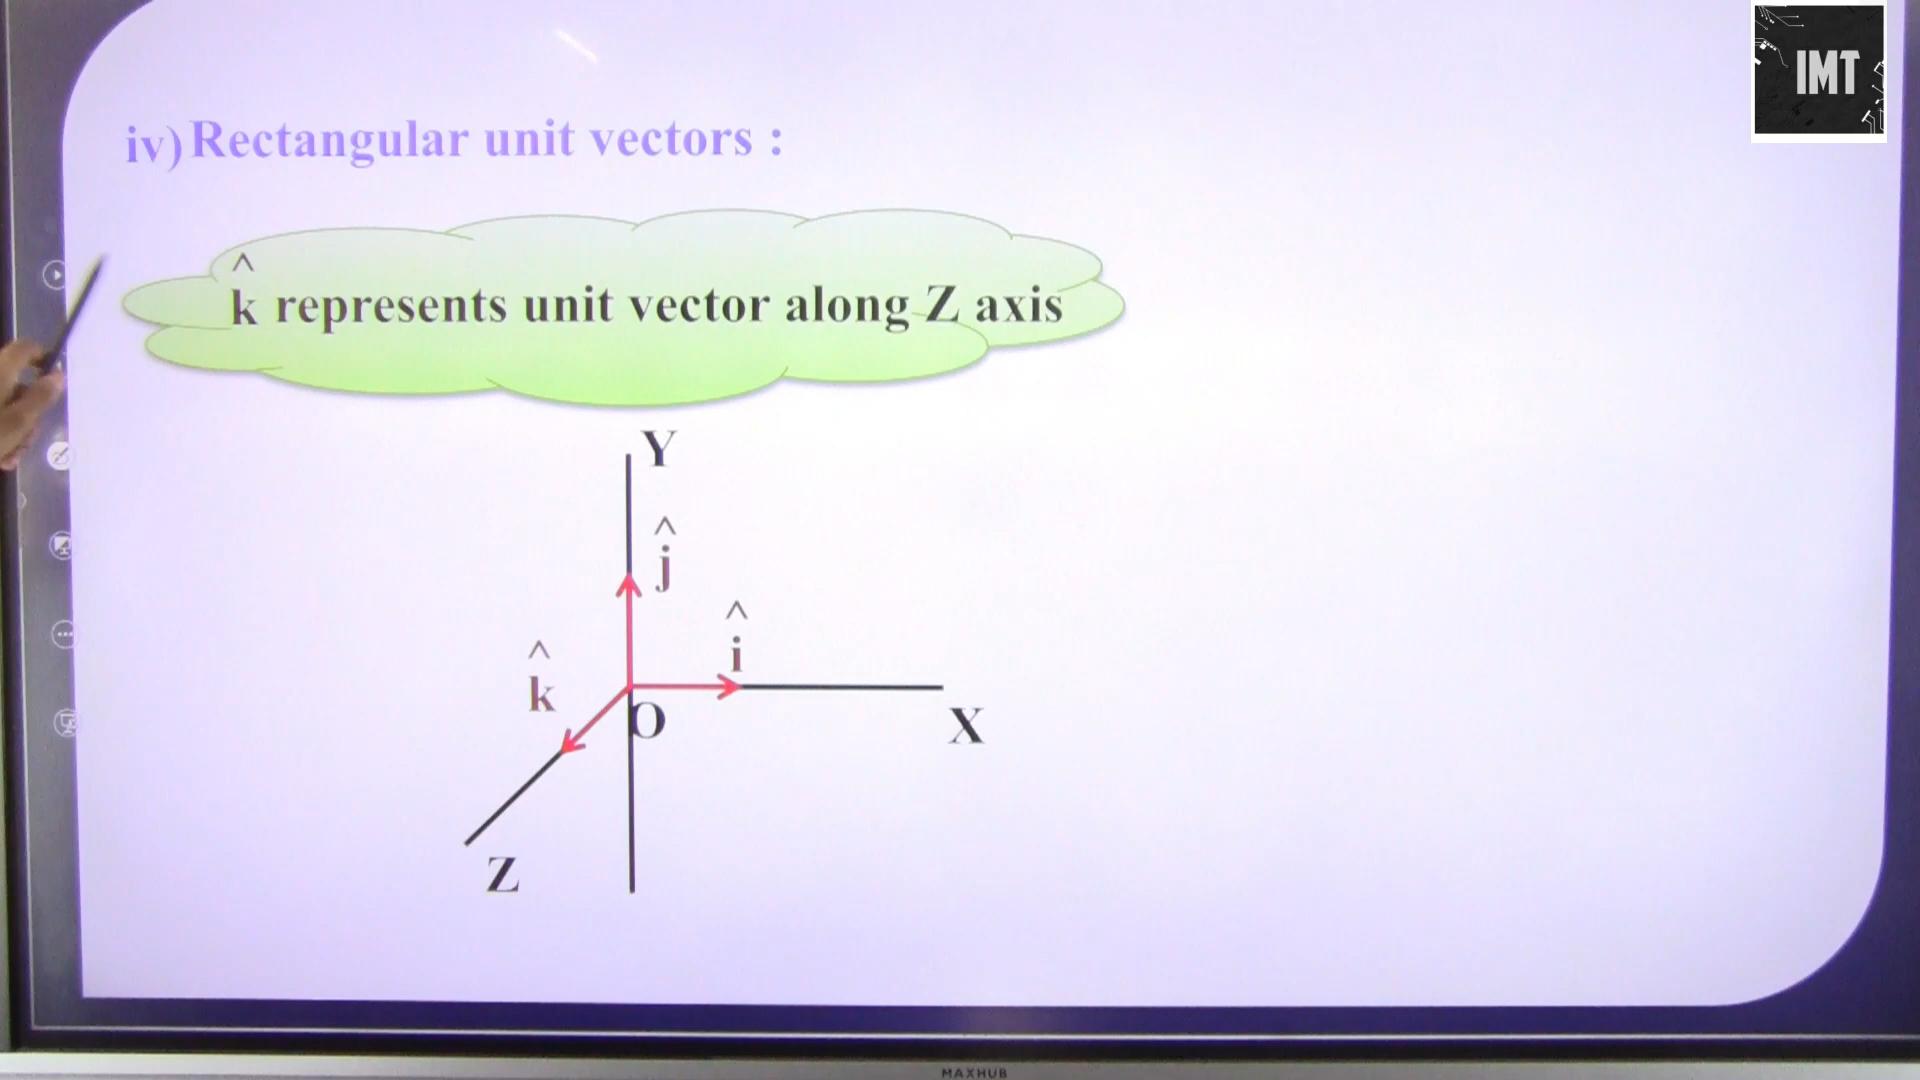 IMT
iv) Rectangular unit vectors :
^
k represents unit vector along Z axis
Y
^
j
^
i
^
k
O
X
Z
MAXHUB